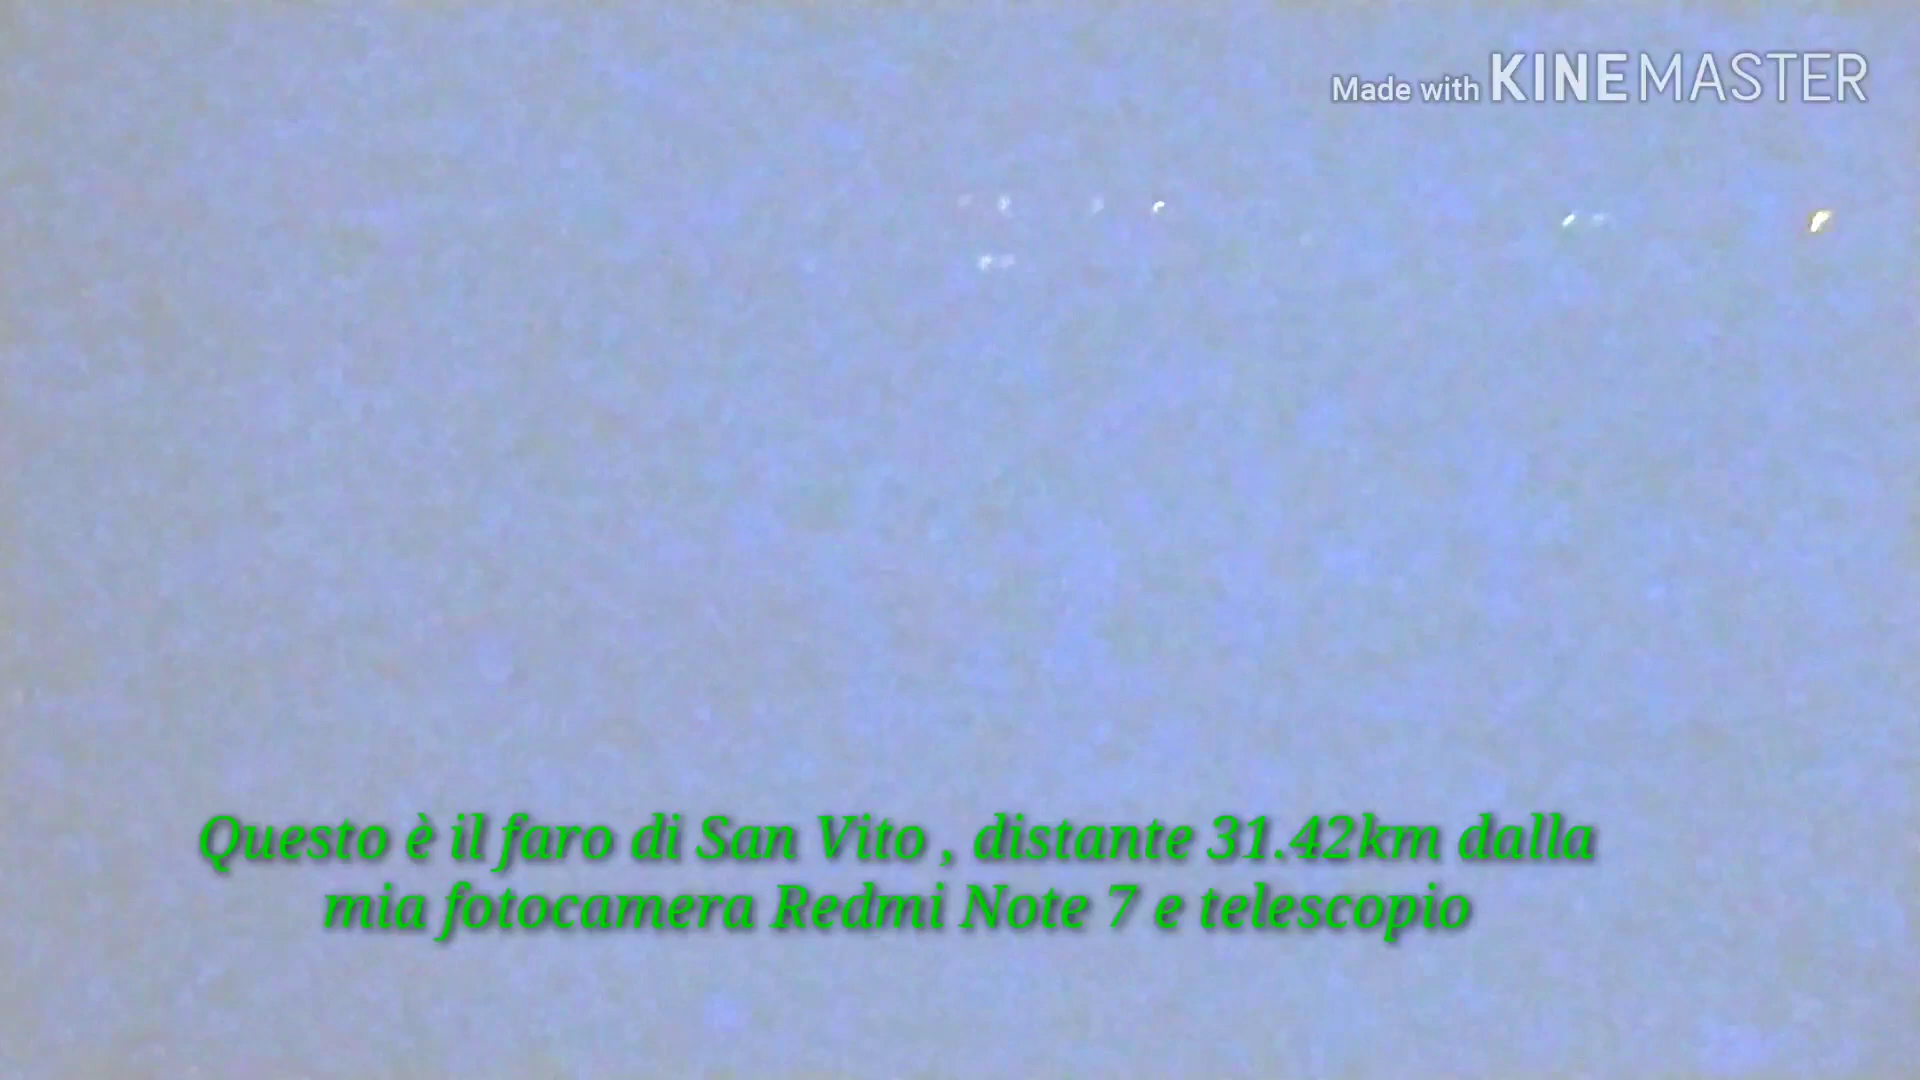 Made with KINEMASTER
Questo è il faro di San Vito , distante 31.42km dalla
mia fotocamera Redmi Note 7 e telescopio